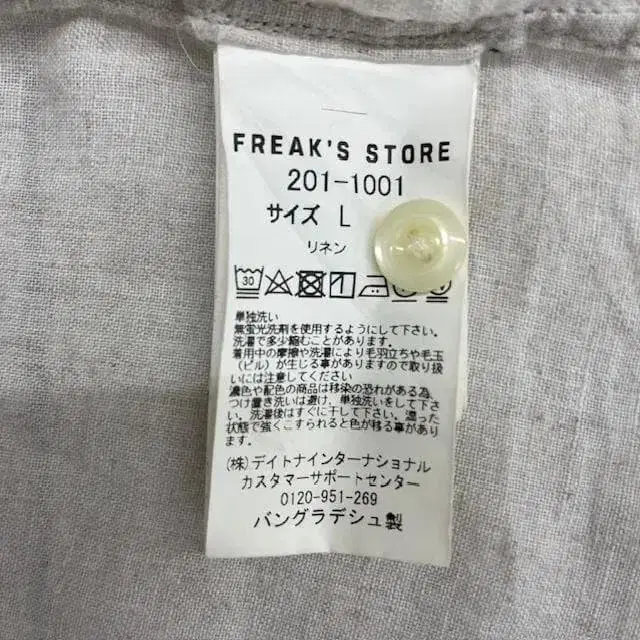 FREAK'S STORE
201-1001
サイズ L
リネン
30
単独洗い
無蛍光洗剤を使用するようにして下さい。
洗濯で多少縮むことがあります。
着用中の摩擦や洗濯により毛羽立ちや毛玉
(ピル)が生じる事がありますので取り扱
いには注意してください
濃色や配色の商品は移染の恐れがある為、
つけ置き洗いは避け、単独洗いをして下さ
い。洗濯後はすぐに干して下さい。湿った
状態で強くこすられると色が移る事があり
ます。
(株)デイトナインターナショナル
カスタマーサポートセンター
0120-951-269
バングラデシュ製